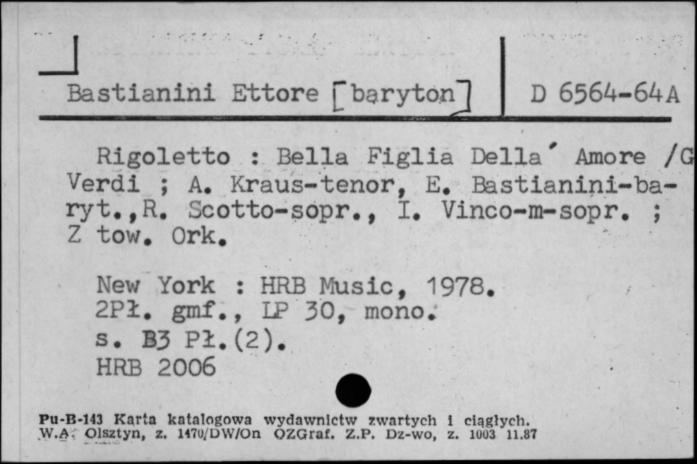 Bastianini Ettore [baryton] D 6564-64A
Rigoletto : Bella Figlia Della´ Amore /G
Verdi ; A. Kraus-tenor, E. Bastianini-ba-
ryt.,R. Scotto-sopr., I. Vinco-m-sopr. ;
Z tow. Ork.
New York : HRB Music, 1978.
2Pł. gmf., LP 30, mono.
s. B3 Pł.(2).
HRB 2006
Pu-B-143 Karta katalogowa wydawnictw zwartych i ciągłych.
W.A. Olsztyn, z. 1470/DW/On OZGraf. Z.P. Dz-wo, z. 1003 11.87